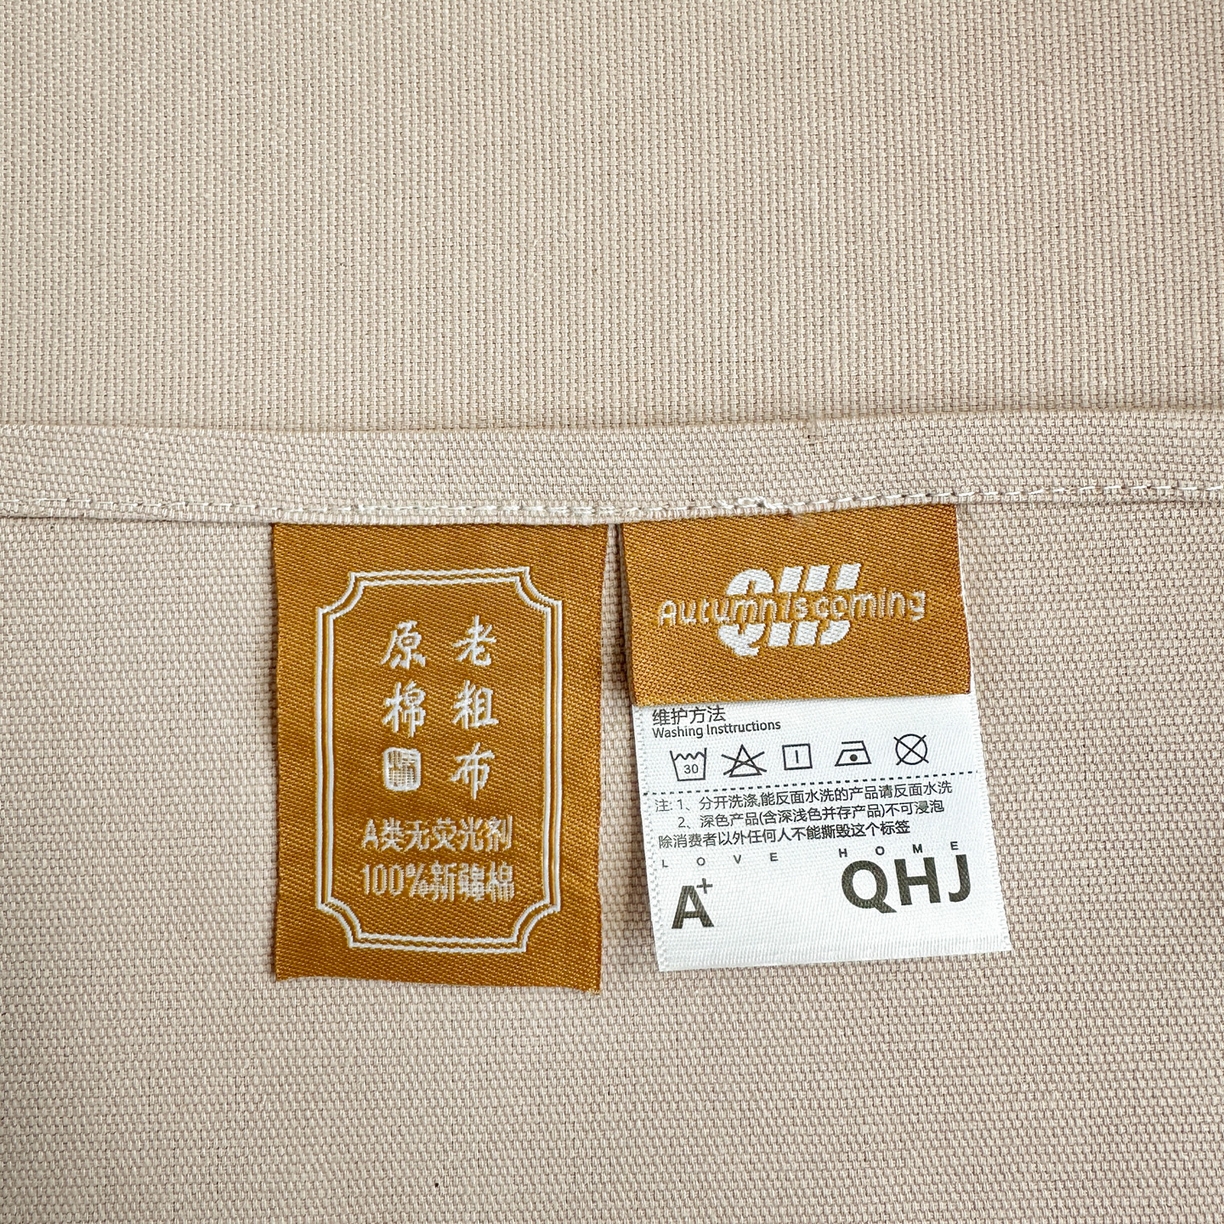 老粗布
原棉
A类无荧光剂
100%新疆棉
QHJ
Autumn is coming
维护方法
Washing Insttructions
30
注: 1、分开洗涤,能反面水洗的产品请反面水洗
2、深色产品(含深浅色并存产品)不可浸泡
除消费者以外任何人不能撕毁这个标签
LOVE HOME
A+
QHJ